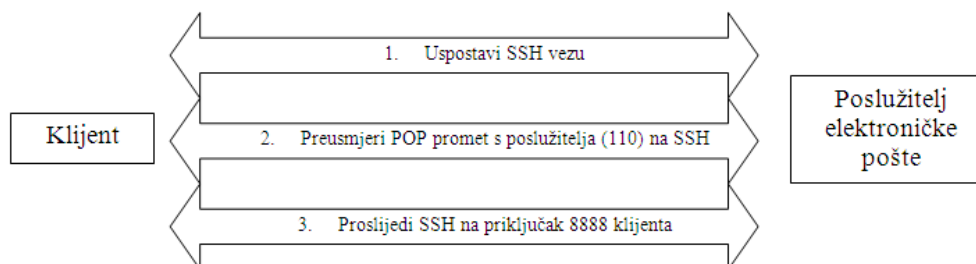 1. Uspostavi SSH vezu
Klijent
2. Preusmjeri POP promet s poslužitelja (110) na SSH
Poslužitelj
elektroničke
pošte
3. Proslijedi SSH na priključak 8888 klijenta